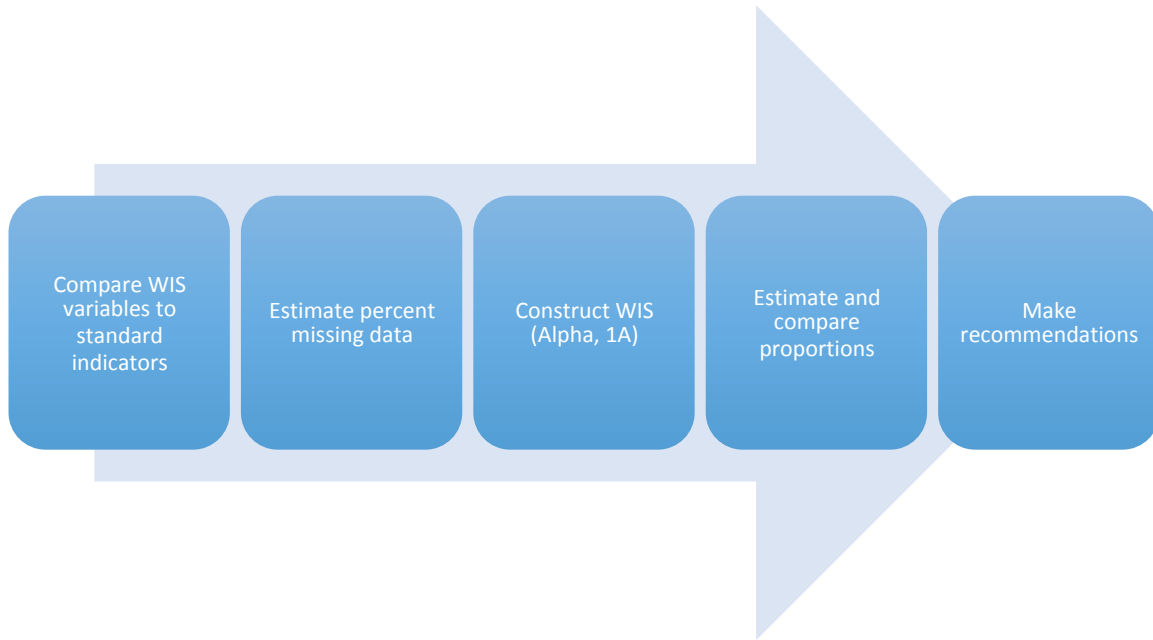 Compare WIS
variables to
standard
indicators
Estimate percent
missing data
Construct WIS
(Alpha, 1A)
Estimate and
compare
proportions
Make
recommendations